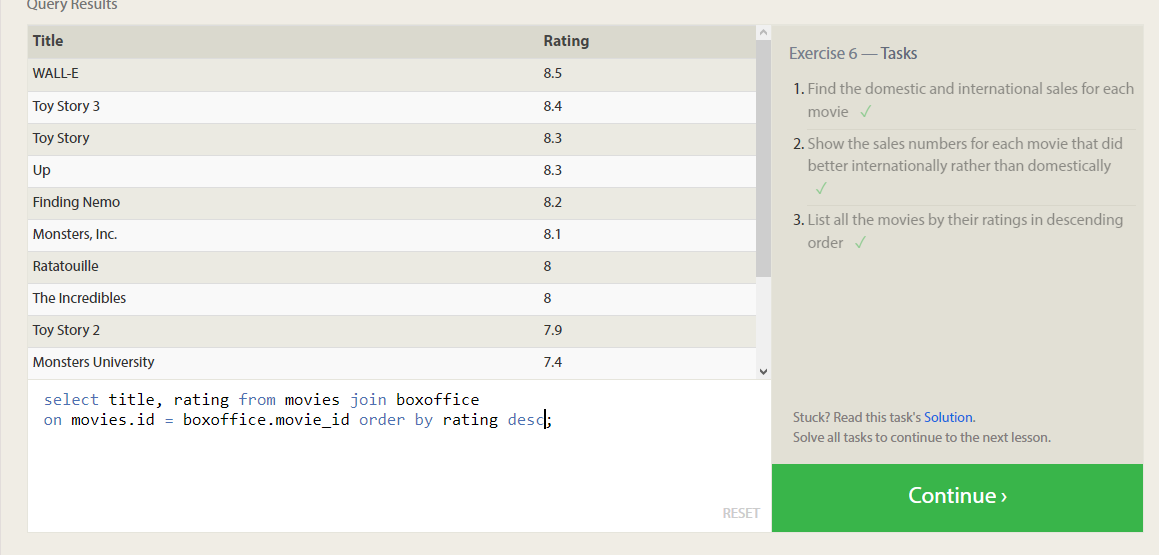 Query Results
Title Rating
WALL-E 8.5
Toy Story 3 8.4
Toy Story 8.3
Up 8.3
Finding Nemo 8.2
Monsters, Inc. 8.1
Ratatouille 8
The Incredibles 8
Toy Story 2 7.9
Monsters University 7.4
select title, rating from movies join boxoffice
on movies.id = boxoffice.movie_id order by rating desc;
RESET
Exercise 6 — Tasks
1. Find the domestic and international sales for each
movie ✓
2. Show the sales numbers for each movie that did
better internationally rather than domestically
✓
3. List all the movies by their ratings in descending
order ✓
Stuck? Read this task's Solution.
Solve all tasks to continue to the next lesson.
Continue ›